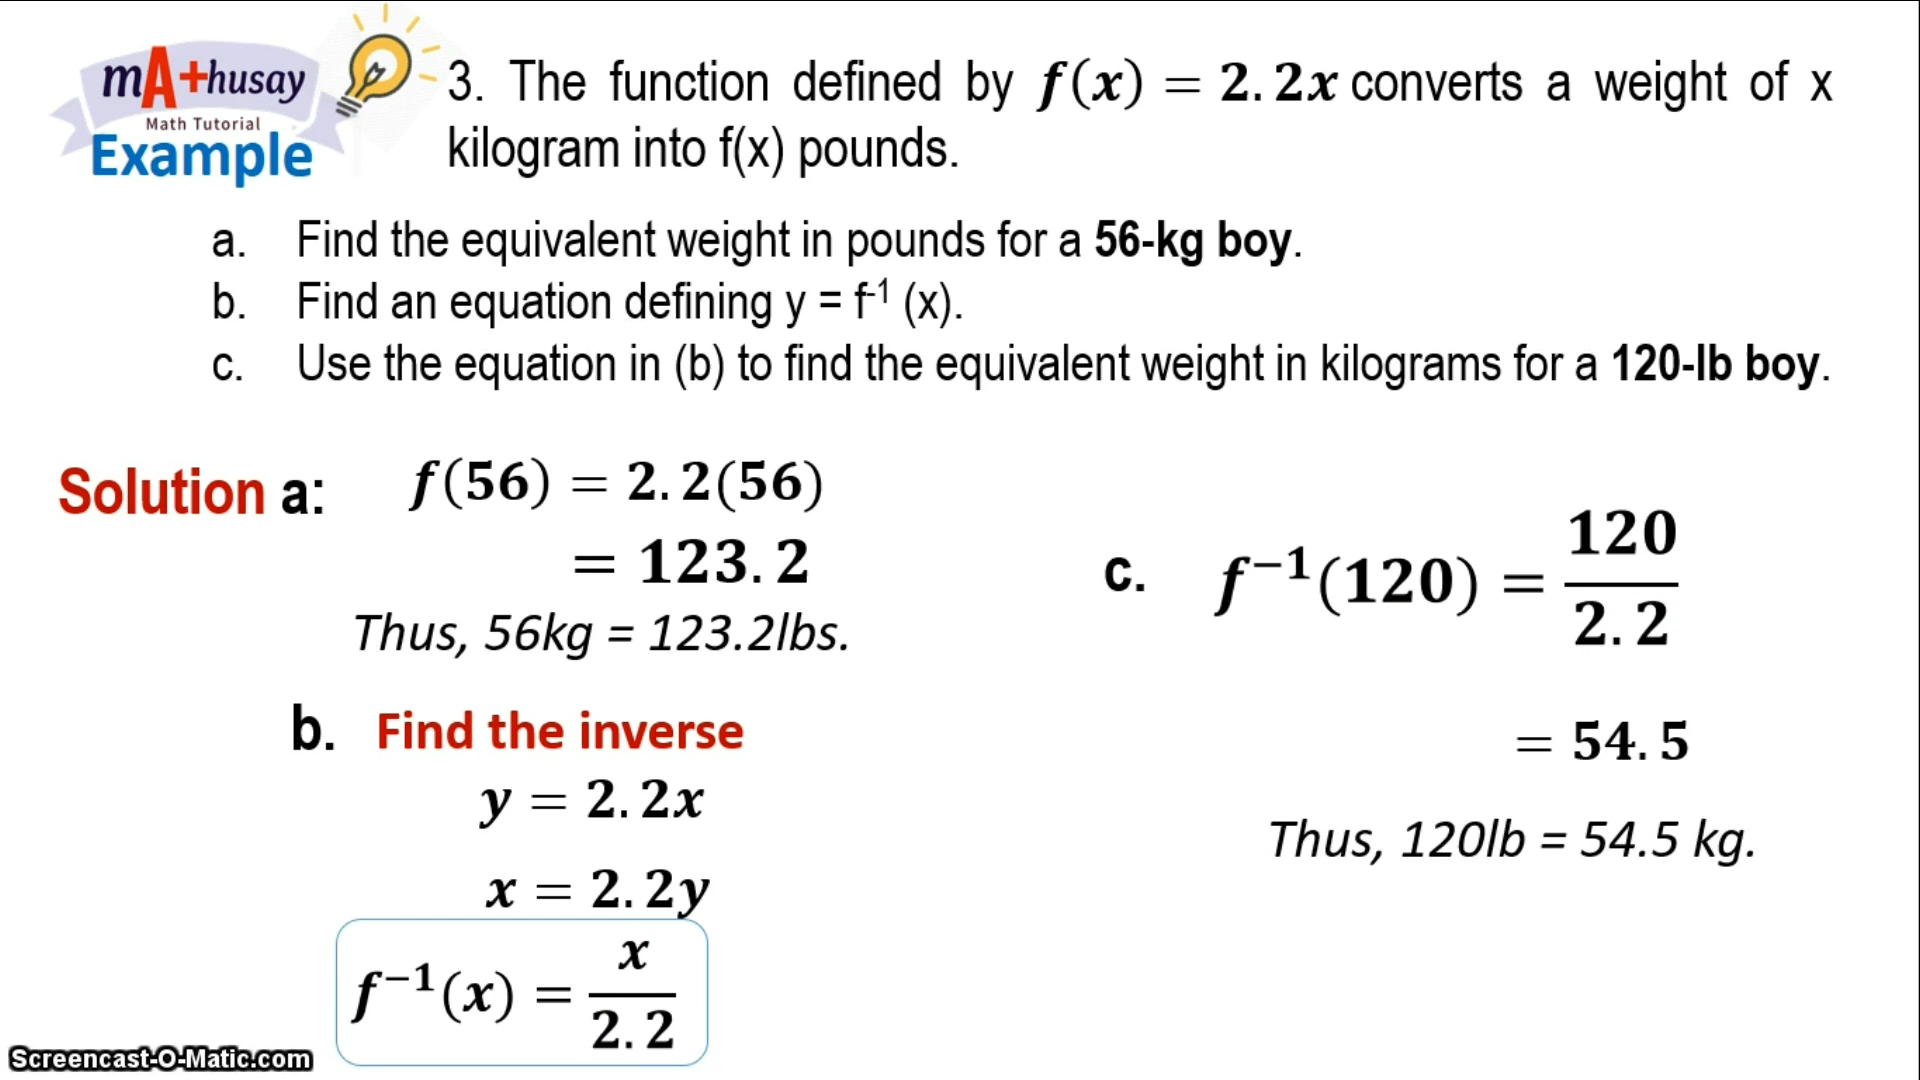 mA+husay
Math Tutorial
Example
3. The function defined by f(x) = 2.2x converts a weight of x
kilogram into f(x) pounds.
a. Find the equivalent weight in pounds for a 56-kg boy.
b. Find an equation defining y = f⁻¹ (x).
c. Use the equation in (b) to find the equivalent weight in kilograms for a 120-lb boy.
Solution a: f(56) = 2.2(56)
= 123.2
Thus, 56kg = 123.2lbs.
b. Find the inverse
y = 2.2x
x = 2.2y
f⁻¹(x) = x/2.2
c. f⁻¹(120) = 120/2.2
= 54.5
Thus, 120lb = 54.5 kg.
Screencast-O-Matic.com